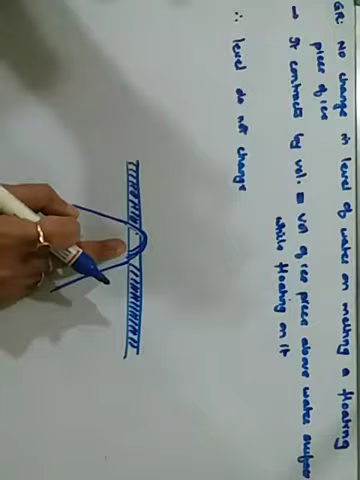 GR: No change in level of water on melting a floating
piece of ice
→ It contracts by vol. = vol of ice piece above water surface
while floating on it
∴ level do not change